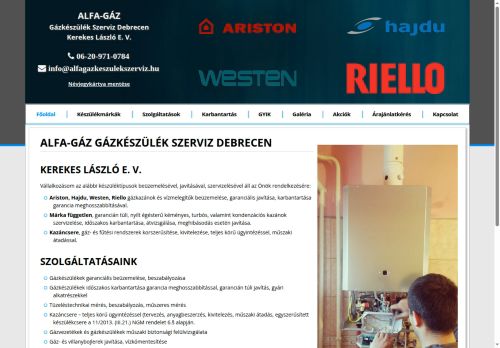 ALFA-GÁZ
Gázkészülék Szerviz Debrecen
Kerekes László E. V.
06-20-971-0784
info@alfagazkeszulekszerviz.hu
Névjegykártya mentése
ARISTON
hajdu
WESTEN
RIELLO
Főoldal
Készülékmárkák
Szolgáltatások
Karbantartás
GYIK
Galéria
Akciók
Árajánlatkérés
Kapcsolat
ALFA-GÁZ GÁZKÉSZÜLÉK SZERVIZ DEBRECEN
KEREKES LÁSZLÓ E. V.
Vállalkozásom az alábbi készüléktípusok beüzemelésével, javításával, szervizelésével áll az Önök rendelkezésére:
Ariston, Hajdu, Westen, Riello gázkazánok és vízmelegítők beüzemelése, garanciális javítása, karbantartása
garancia meghosszabbításával.
Márka független, garancián túli, nyílt égésterű kéményes, turbós, valamint kondenzációs kazánok
szervizelése, időszakos karbantartása, átvizsgálása, meghibásodás esetén javítása.
Kazáncsere, gáz- és fűtési rendszerek korszerűsítése, kivitelezése, teljes körű ügyintézéssel, műszaki
átadással.
SZOLGÁLTATÁSAINK
Gázkészülékek garanciális beüzemelése, beszabályozása
Gázkészülékek időszakos karbantartása garancia meghosszabbítással, garancián túli javítás, gyári
alkatrészekkel
Tüzeléstechnikai mérés, beszabályozás, műszeres mérés
Kazáncsere – teljes körű ügyintézéssel (tervezés, anyagbeszerzés, kivitelezés, műszaki átadás, egyszerűsített
készülékcsere a 11/2013. (III.21.) NGM rendelet 6.§ alapján.
Gázvezetékek és gázkészülékek műszaki biztonsági felülvizsgálata
Gáz- és villanybojlerek javítása, vízkőmentesítése